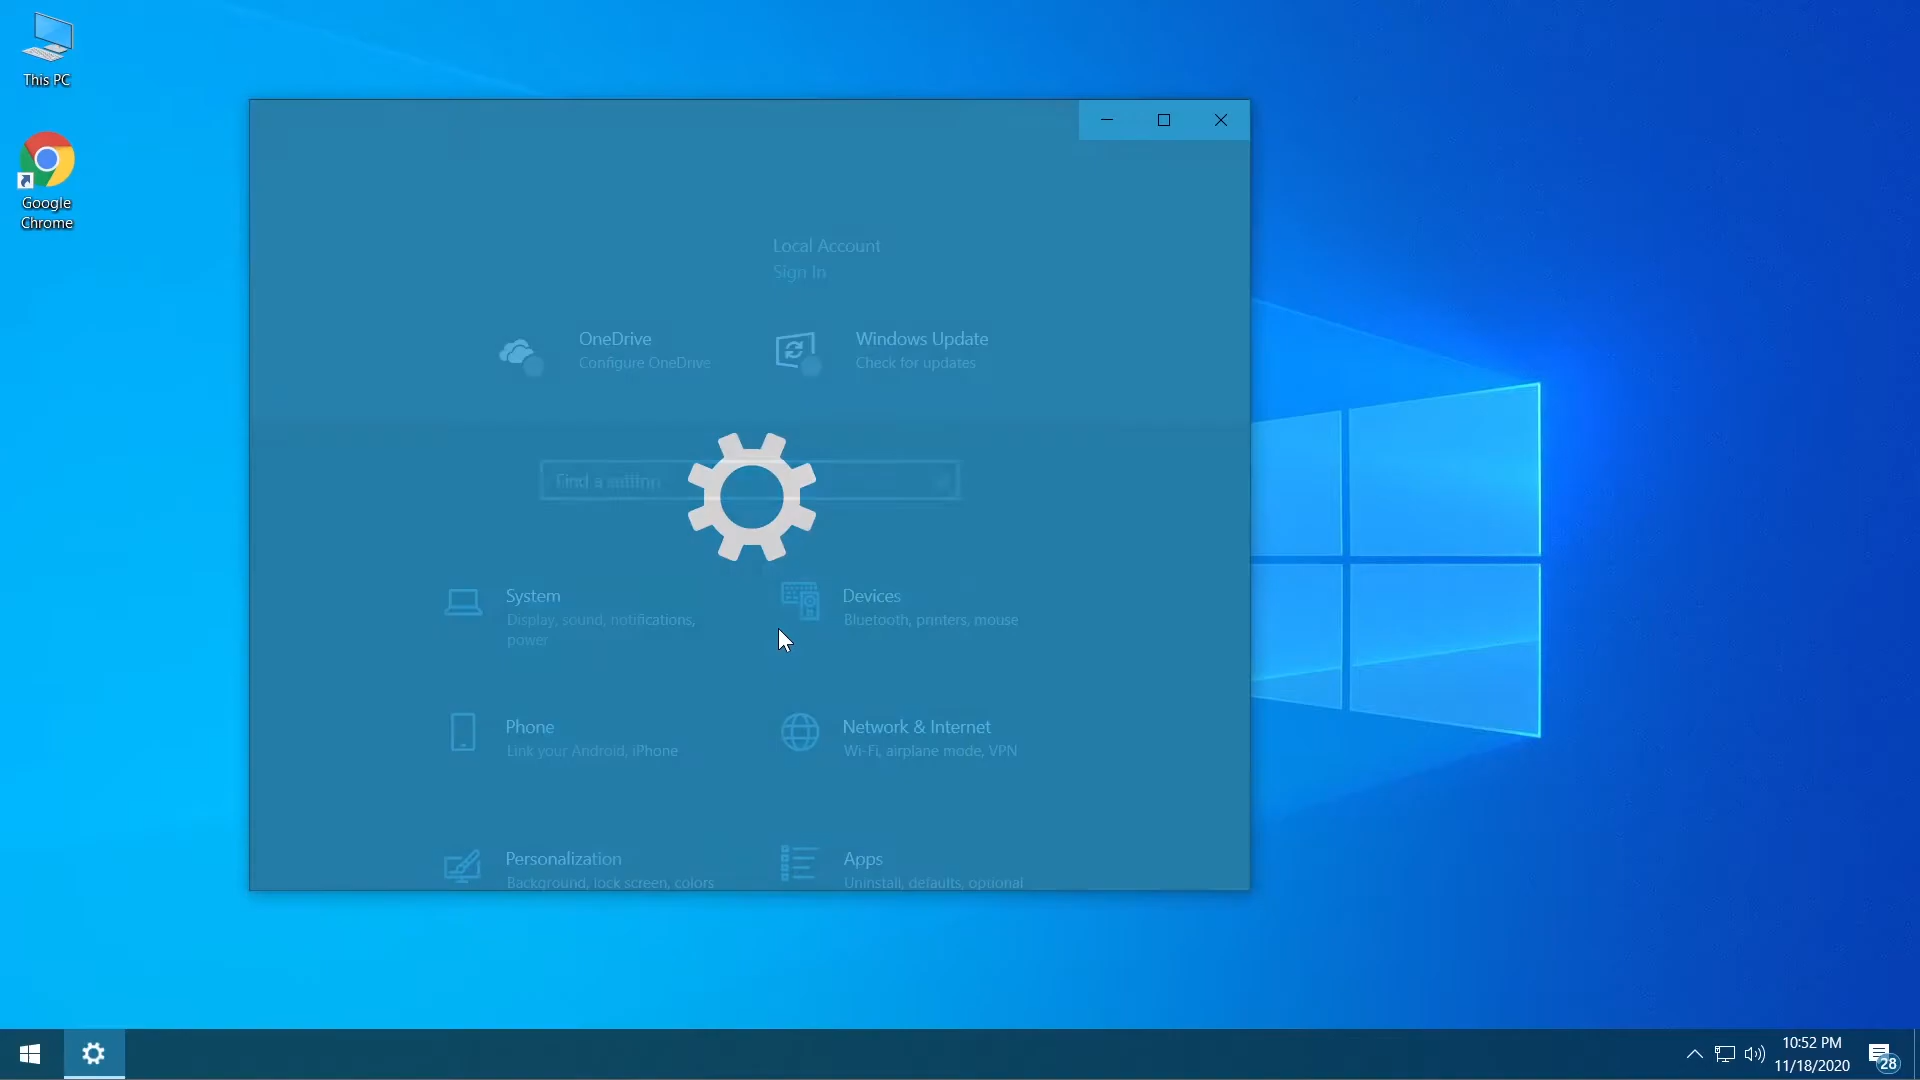 This PC
Google
Chrome
Local Account
Sign In
OneDrive
Configure OneDrive
Windows Update
Check for updates
Find a setting
System
Display, sound, notifications,
power
Devices
Bluetooth, printers, mouse
Phone
Link your Android, iPhone
Network & Internet
Wi-Fi, airplane mode, VPN
Personalization
Background, lock screen, colors
Apps
Uninstall, defaults, optional
10:52 PM
11/18/2020
28